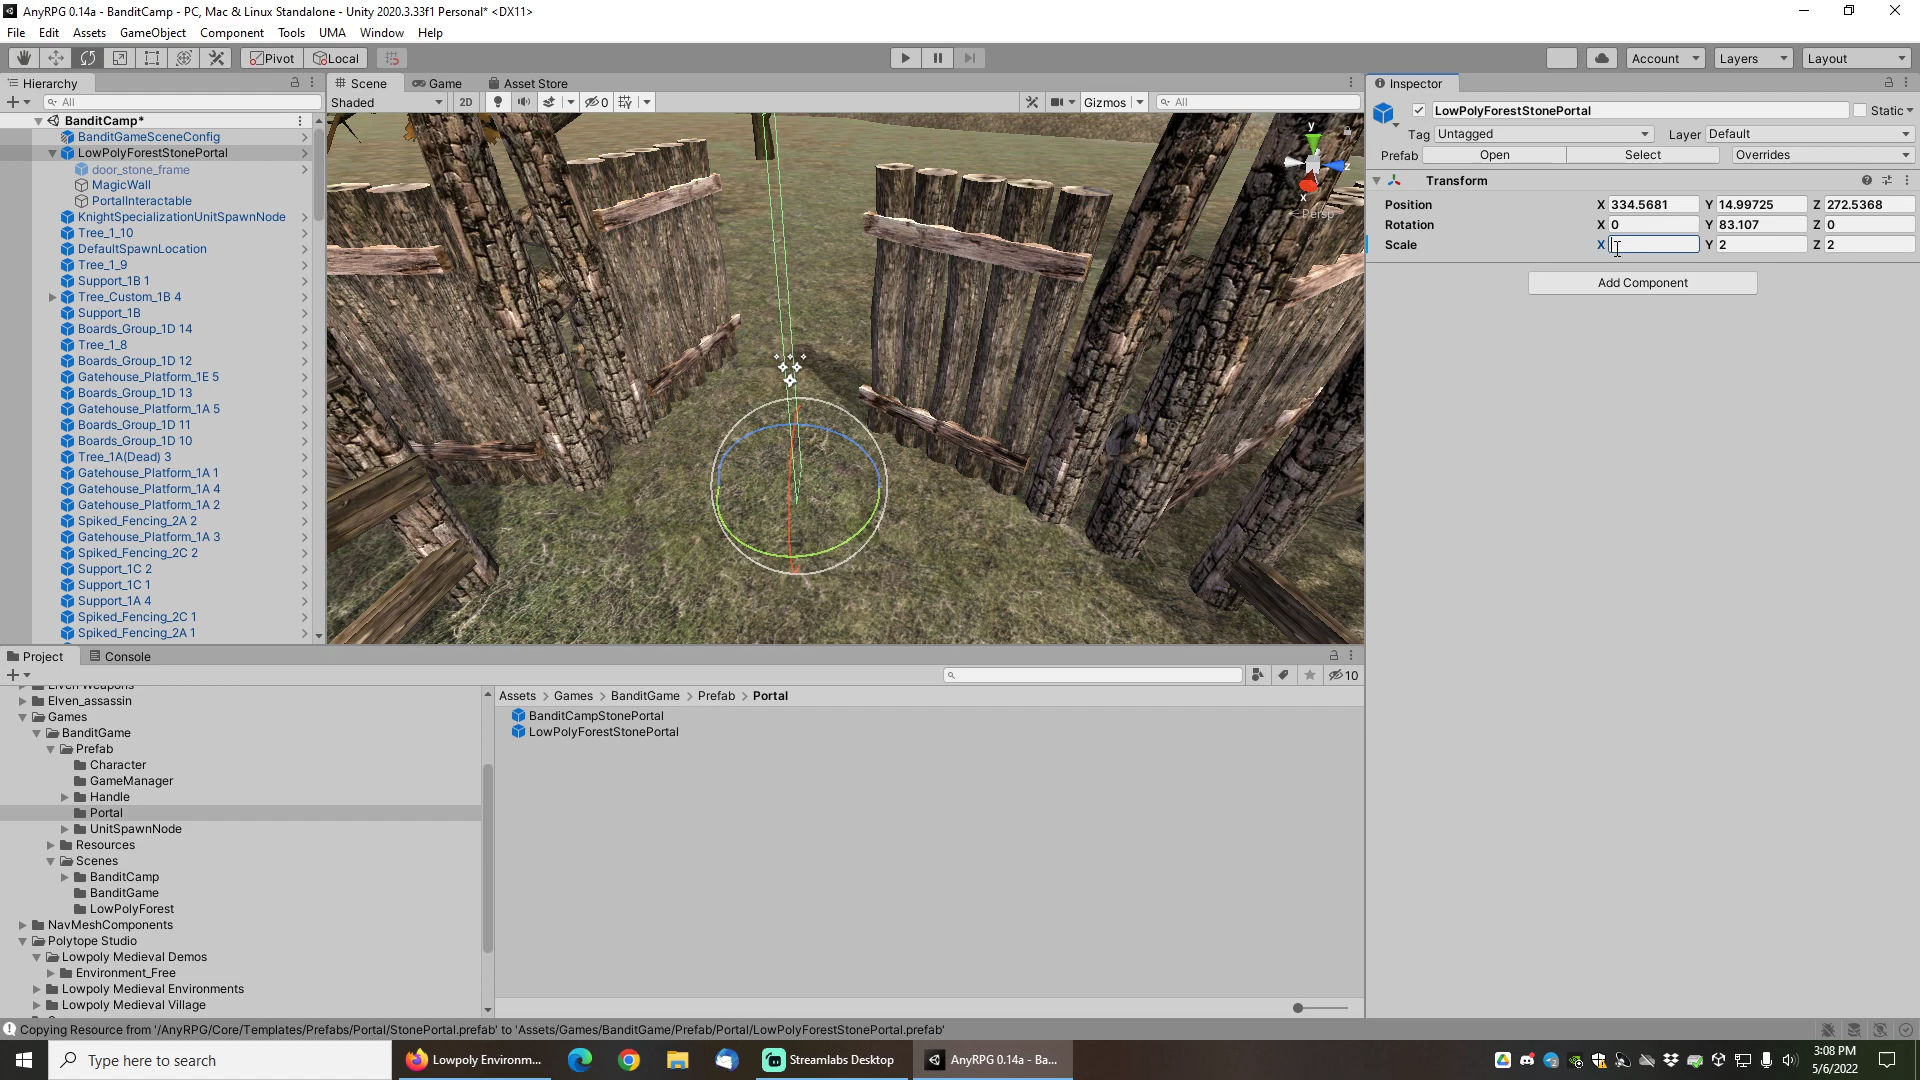 AnyRPG 0.14a - BanditCamp - PC, Mac & Linux Standalone - Unity 2020.3.33f1 Personal* <DX11>
File Edit Assets GameObject Component Tools UMA Window Help
Pivot Local Account Layers Layout
Hierarchy Scene Game Asset Store Inspector
All Shaded 2D 0 Gizmos All
LowPolyForestStonePortal Static
Tag Untagged Layer Default
Prefab Open Select Overrides
Transform
Position X 334.5681 Y 14.99725 Z 272.5368
Rotation X 0 Y 83.107 Z 0
Scale X Y 2 Z 2
Add Component
BanditCamp*
BanditGameSceneConfig
LowPolyForestStonePortal
door_stone_frame
MagicWall
PortalInteractable
KnightSpecializationUnitSpawnNode
Tree_1_10
DefaultSpawnLocation
Tree_1_9
Support_1B 1
Tree_Custom_1B 4
Support_1B
Boards_Group_1D 14
Tree_1_8
Boards_Group_1D 12
Gatehouse_Platform_1E 5
Boards_Group_1D 13
Gatehouse_Platform_1A 5
Boards_Group_1D 11
Boards_Group_1D 10
Tree_1A(Dead) 3
Gatehouse_Platform_1A 1
Gatehouse_Platform_1A 4
Gatehouse_Platform_1A 2
Spiked_Fencing_2A 2
Gatehouse_Platform_1A 3
Spiked_Fencing_2C 2
Support_1C 2
Support_1C 1
Support_1A 4
Spiked_Fencing_2C 1
Spiked_Fencing_2A 1
y
z
x
Persp
Project Console
10
Elven Weapons
Elven_assassin
Games
BanditGame
Prefab
Character
GameManager
Handle
Portal
UnitSpawnNode
Resources
Scenes
BanditCamp
BanditGame
LowPolyForest
NavMeshComponents
Polytope Studio
Lowpoly Medieval Demos
Environment_Free
Lowpoly Medieval Environments
Lowpoly Medieval Village
Assets > Games > BanditGame > Prefab > Portal
BanditCampStonePortal
LowPolyForestStonePortal
Copying Resource from '/AnyRPG/Core/Templates/Prefabs/Portal/StonePortal.prefab' to 'Assets/Games/BanditGame/Prefab/Portal/LowPolyForestStonePortal.prefab'
Type here to search
Lowpoly Environm...
Streamlabs Desktop
AnyRPG 0.14a - Ba...
3:08 PM
5/6/2022